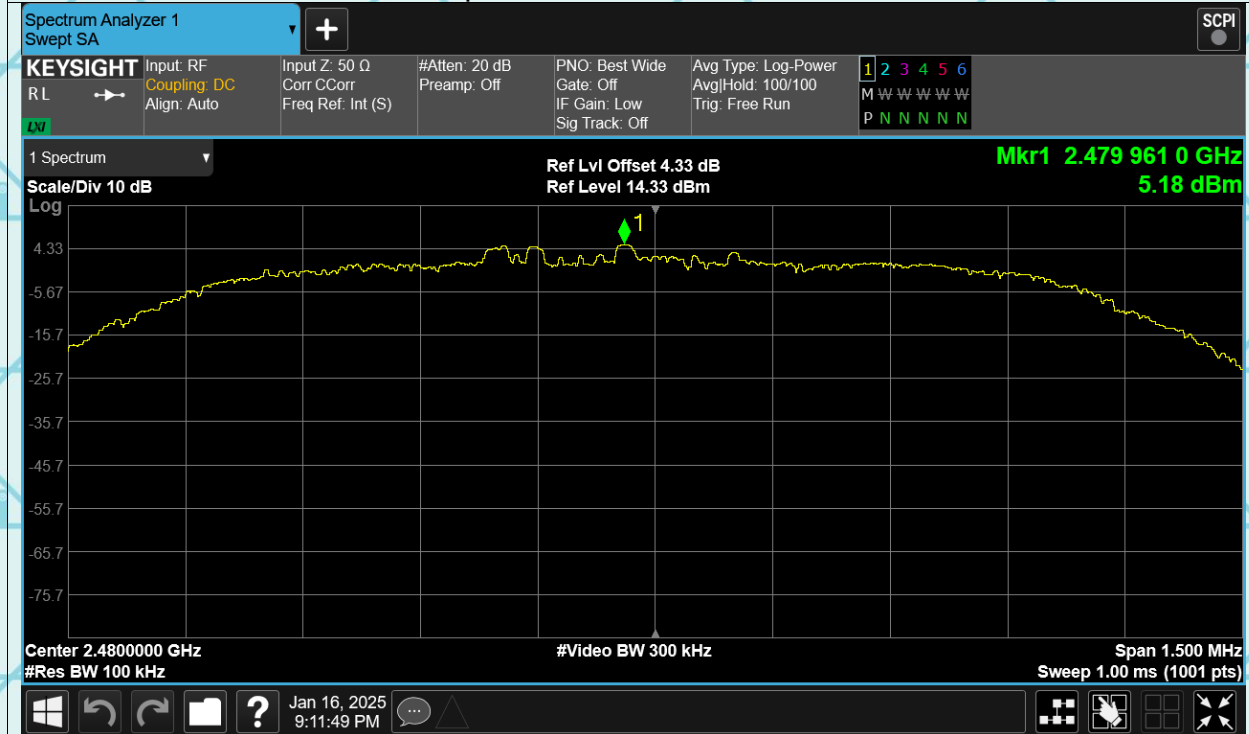 Spectrum Analyzer 1
Swept SA
+
SCPI
KEYSIGHT
R L
LXI
Input: RF
Coupling: DC
Align: Auto
Input Z: 50 Ω
Corr CCorr
Freq Ref: Int (S)
#Atten: 20 dB
Preamp: Off
PNO: Best Wide
Gate: Off
IF Gain: Low
Sig Track: Off
Avg Type: Log-Power
Avg|Hold: 100/100
Trig: Free Run
1 2 3 4 5 6
M W W W W W
P N N N N N
1 Spectrum
Scale/Div 10 dB
Log
Ref Lvl Offset 4.33 dB
Ref Level 14.33 dBm
Mkr1 2.479 961 0 GHz
5.18 dBm
1
4.33
-5.67
-15.7
-25.7
-35.7
-45.7
-55.7
-65.7
-75.7
Center 2.4800000 GHz
#Res BW 100 kHz
#Video BW 300 kHz
Span 1.500 MHz
Sweep 1.00 ms (1001 pts)
?
Jan 16, 2025
9:11:49 PM